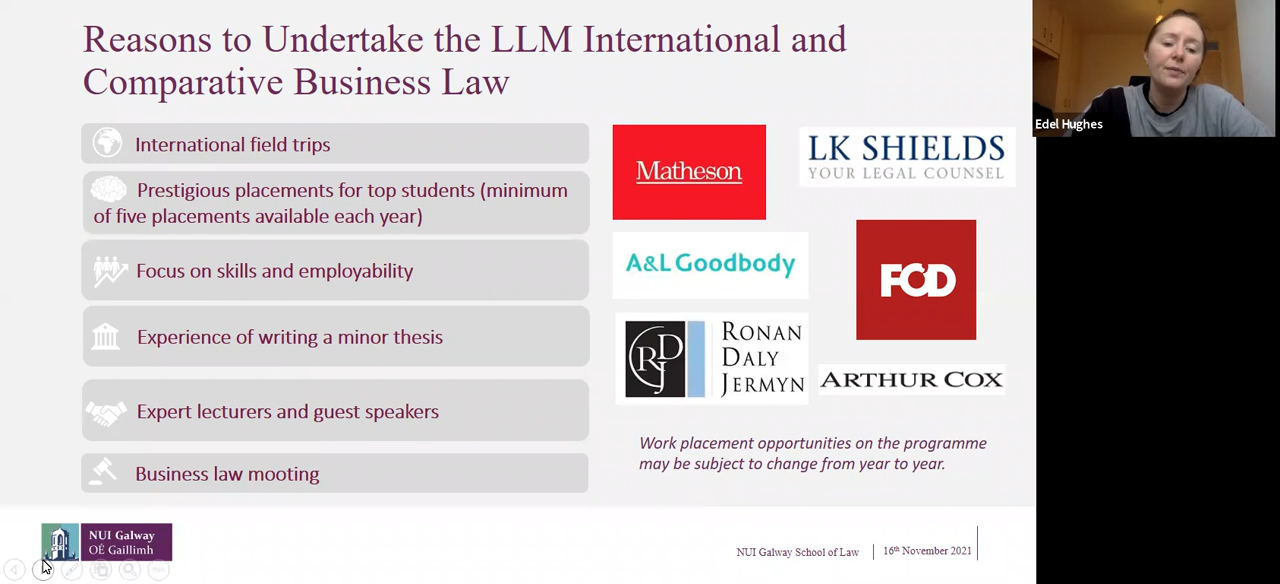 Reasons to Undertake the LLM International and
Comparative Business Law
International field trips
Prestigious placements for top students (minimum
of five placements available each year)
Focus on skills and employability
Experience of writing a minor thesis
Expert lecturers and guest speakers
Business law mooting
Matheson
LK SHIELDS
YOUR LEGAL COUNSEL
A&L Goodbody
FOD
RDJ
RONAN
DALY
JERMYN
ARTHUR COX
Work placement opportunities on the programme
may be subject to change from year to year.
Edel Hughes
NUI Galway
OÉ Gaillimh
NUI Galway School of Law
16th November 2021